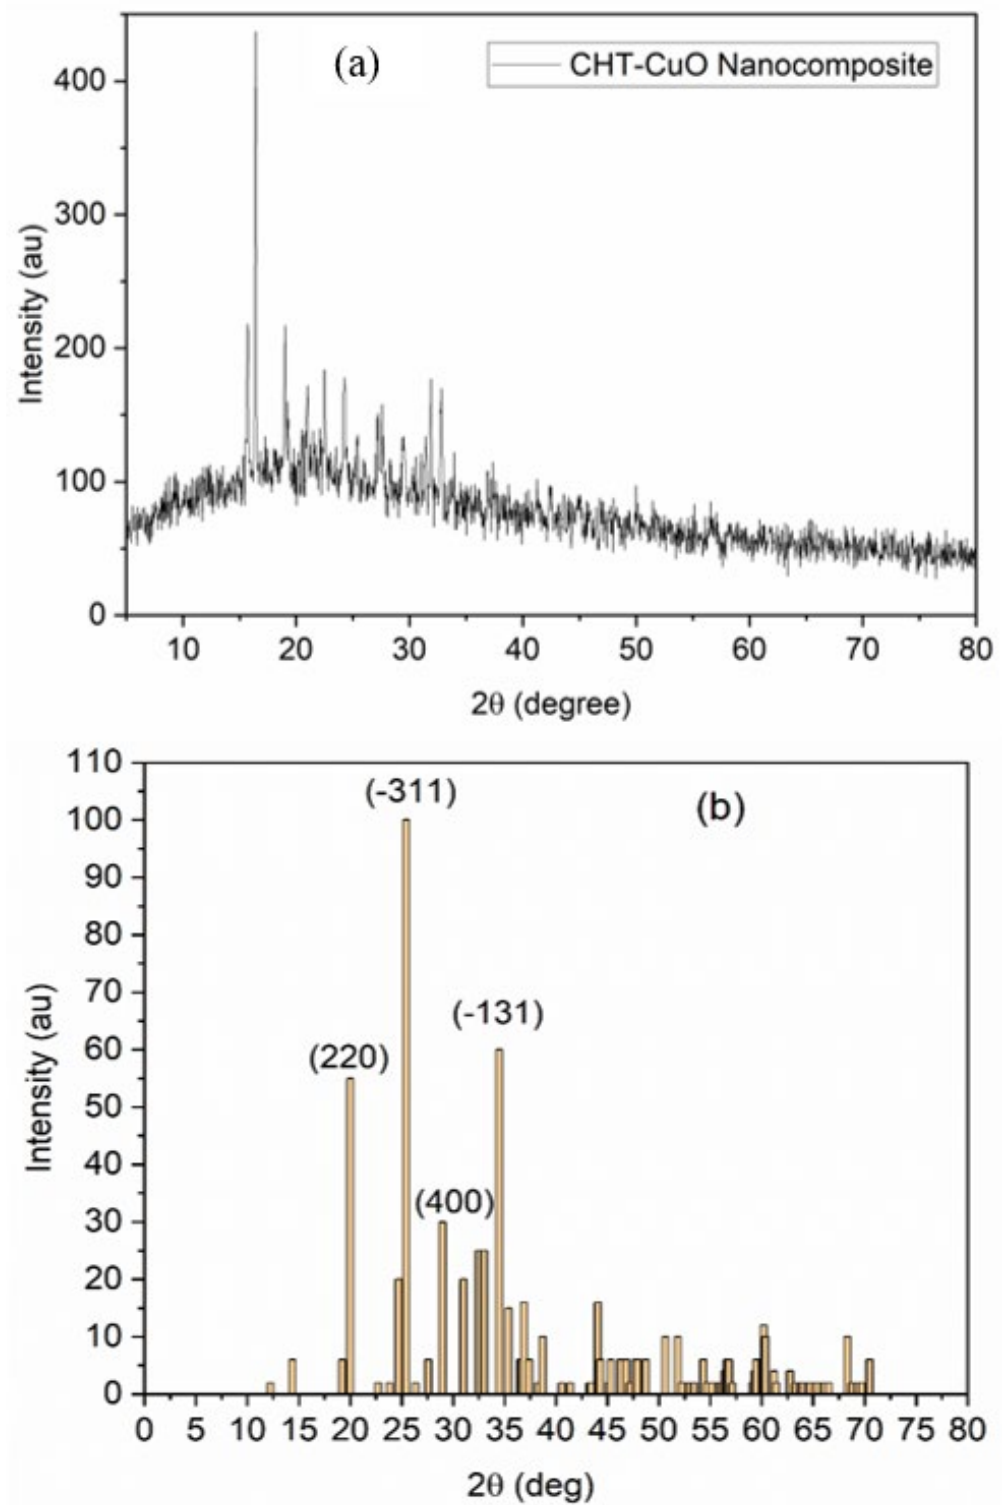 (a)
CHT-CuO Nanocomposite
400
300
200
100
0
Intensity (au)
10 20 30 40 50 60 70 80
2θ (degree)
110
100
90
80
70
60
50
40
30
20
10
0
Intensity (au)
(b)
(-311)
(-131)
(220)
(400)
0 5 10 15 20 25 30 35 40 45 50 55 60 65 70 75 80
2θ (deg)